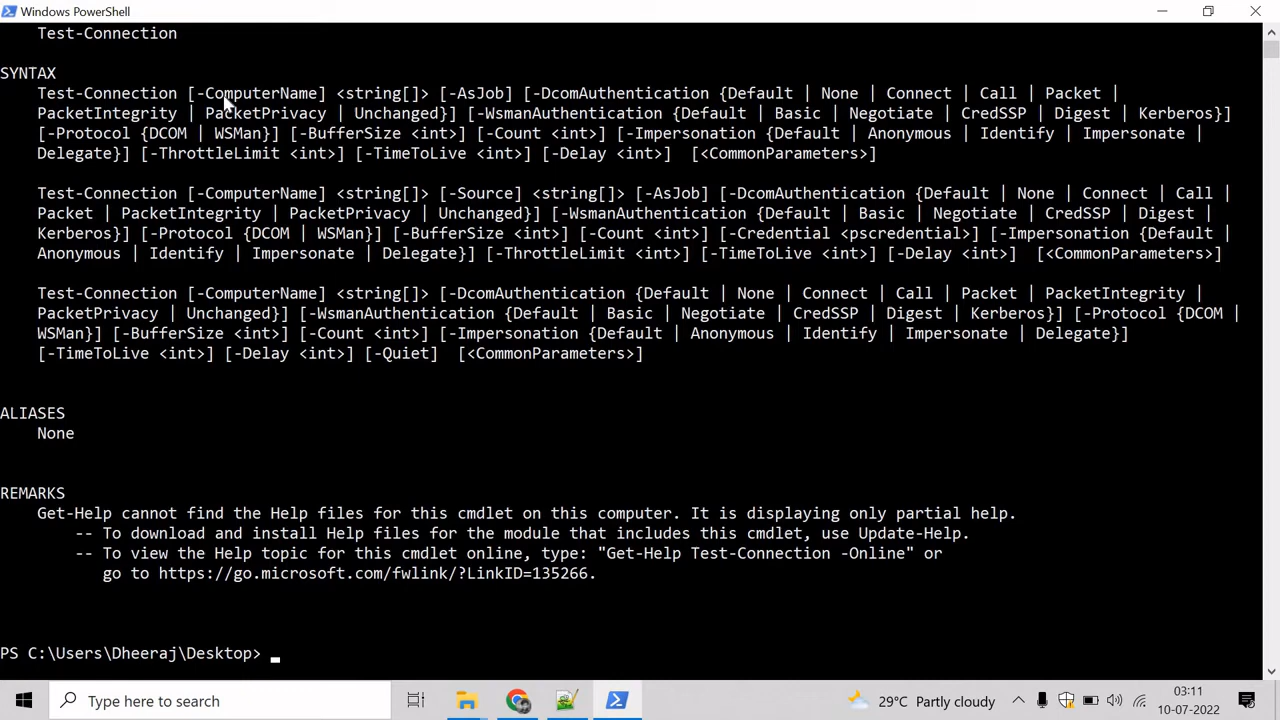 Windows PowerShell
Test-Connection
SYNTAX
Test-Connection [-ComputerName] <string[]> [-AsJob] [-DcomAuthentication {Default | None | Connect | Call | Packet |
PacketIntegrity | PacketPrivacy | Unchanged}] [-WsmanAuthentication {Default | Basic | Negotiate | CredSSP | Digest | Kerberos}]
[-Protocol {DCOM | WSMan}] [-BufferSize <int>] [-Count <int>] [-Impersonation {Default | Anonymous | Identify | Impersonate |
Delegate}] [-ThrottleLimit <int>] [-TimeToLive <int>] [-Delay <int>]  [<CommonParameters>]
Test-Connection [-ComputerName] <string[]> [-Source] <string[]> [-AsJob] [-DcomAuthentication {Default | None | Connect | Call |
Packet | PacketIntegrity | PacketPrivacy | Unchanged}] [-WsmanAuthentication {Default | Basic | Negotiate | CredSSP | Digest |
Kerberos}] [-Protocol {DCOM | WSMan}] [-BufferSize <int>] [-Count <int>] [-Credential <pscredential>] [-Impersonation {Default |
Anonymous | Identify | Impersonate | Delegate}] [-ThrottleLimit <int>] [-TimeToLive <int>] [-Delay <int>]  [<CommonParameters>]
Test-Connection [-ComputerName] <string[]> [-DcomAuthentication {Default | None | Connect | Call | Packet | PacketIntegrity |
PacketPrivacy | Unchanged}] [-WsmanAuthentication {Default | Basic | Negotiate | CredSSP | Digest | Kerberos}] [-Protocol {DCOM |
WSMan}] [-BufferSize <int>] [-Count <int>] [-Impersonation {Default | Anonymous | Identify | Impersonate | Delegate}]
[-TimeToLive <int>] [-Delay <int>] [-Quiet]  [<CommonParameters>]
ALIASES
None
REMARKS
Get-Help cannot find the Help files for this cmdlet on this computer. It is displaying only partial help.
-- To download and install Help files for the module that includes this cmdlet, use Update-Help.
-- To view the Help topic for this cmdlet online, type: "Get-Help Test-Connection -Online" or
go to https://go.microsoft.com/fwlink/?LinkID=135266.
PS C:\Users\Dheeraj\Desktop>
Type here to search
29°C Partly cloudy
03:11
10-07-2022